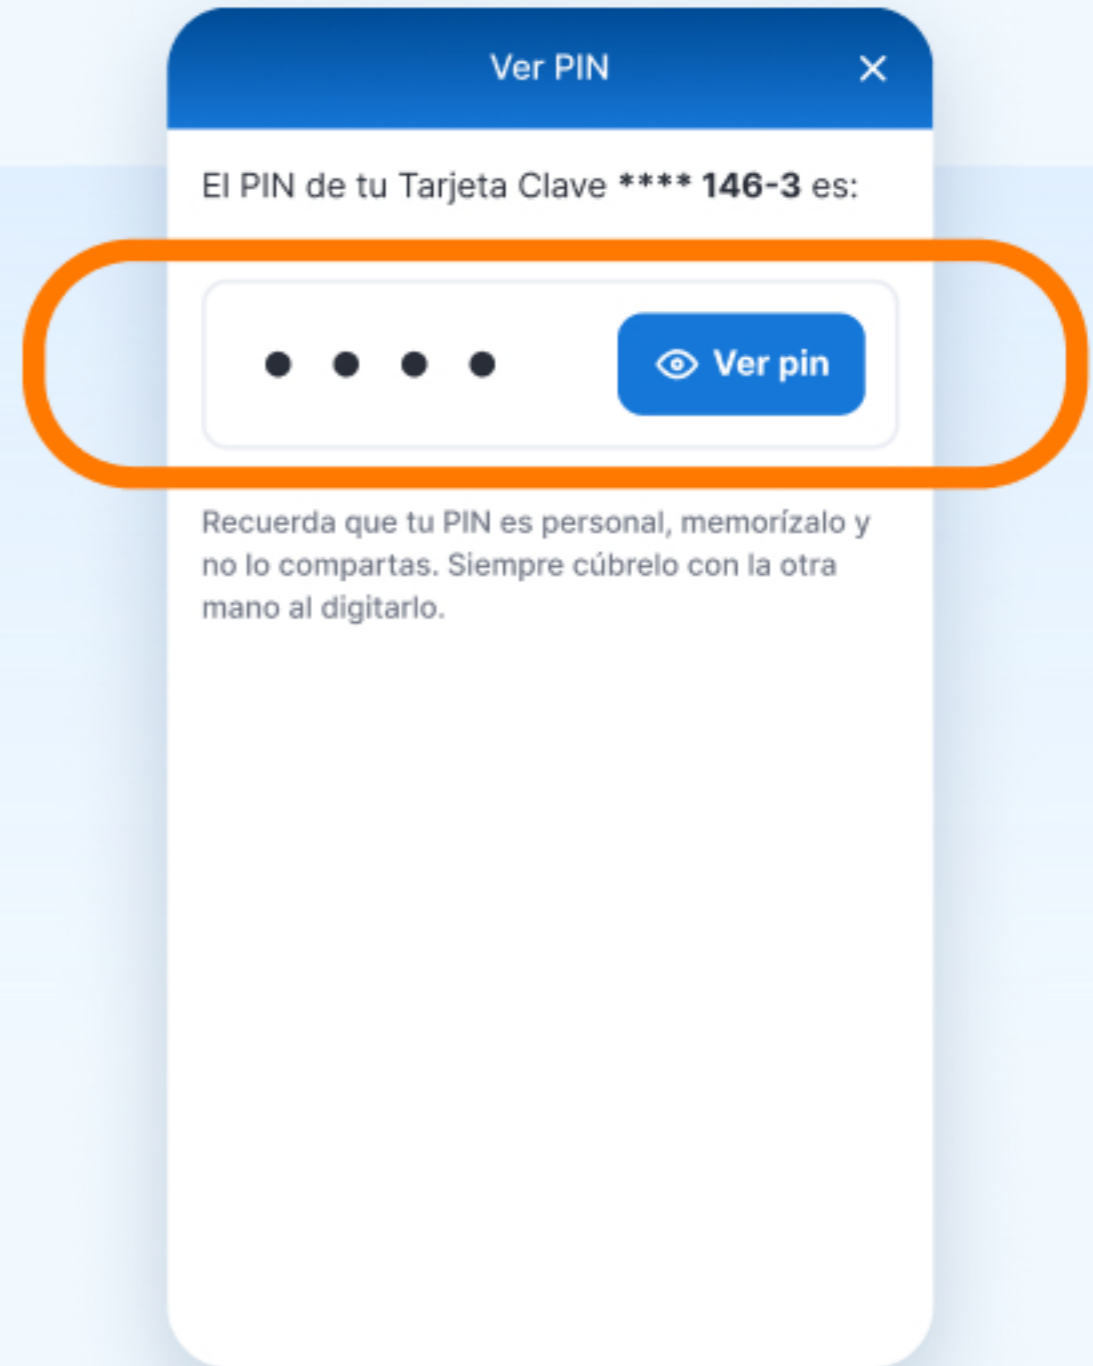 Ver PIN
El PIN de tu Tarjeta Clave **** 146-3 es:
● ● ● ● Ver pin
Recuerda que tu PIN es personal, memorízalo y
no lo compartas. Siempre cúbrelo con la otra
mano al digitarlo.